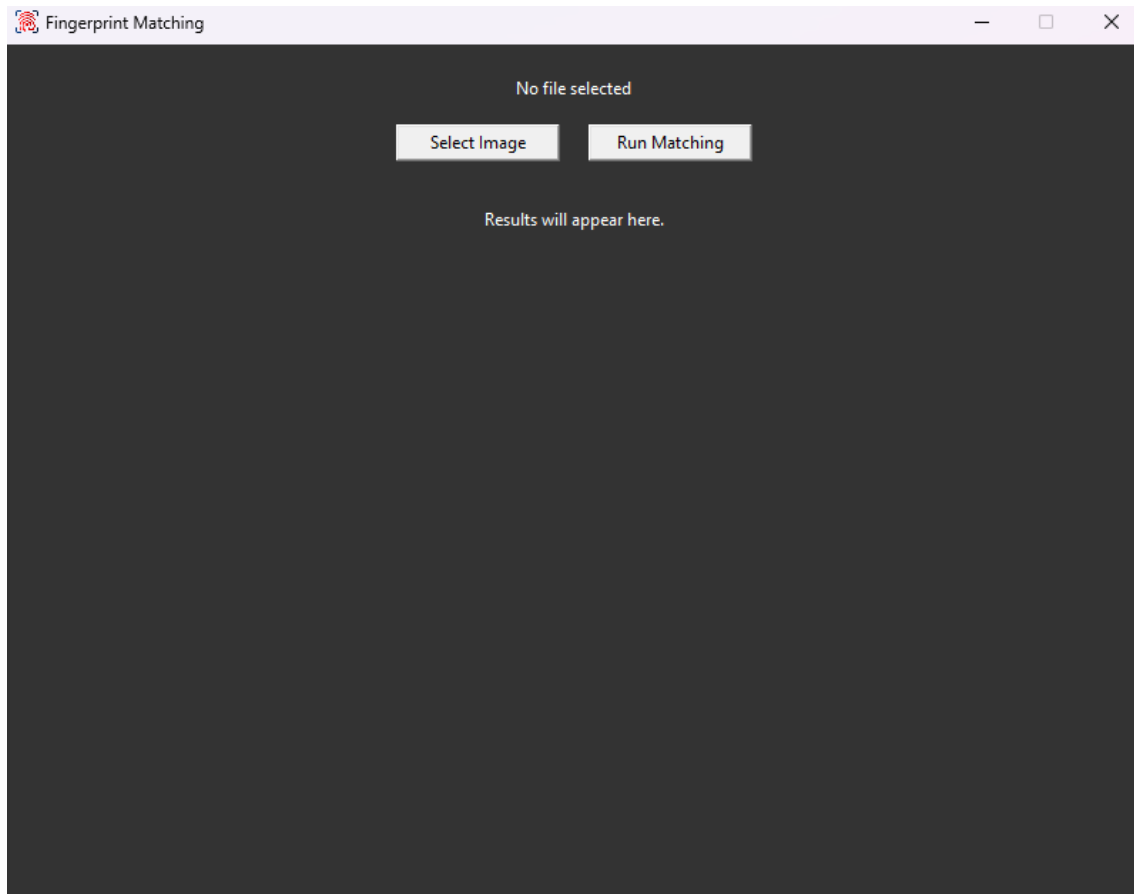 Fingerprint Matching
No file selected
Select Image Run Matching
Results will appear here.